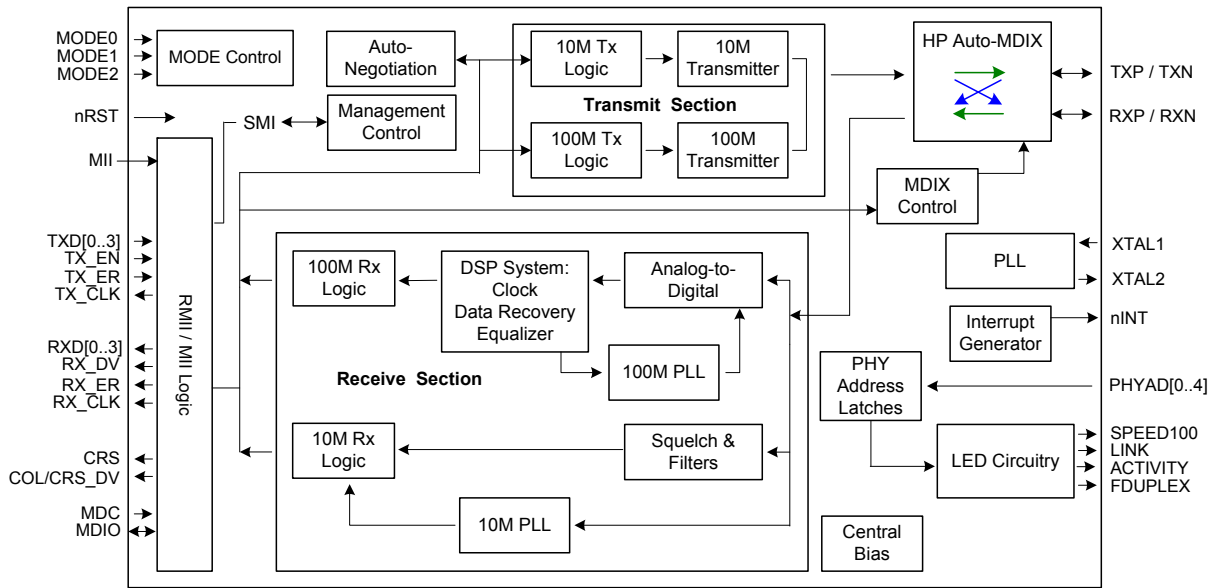 MODE0
MODE1
MODE2
nRST
MII
TXD[0..3]
TX_EN
TX_ER
TX_CLK
RXD[0..3]
RX_DV
RX_ER
RX_CLK
CRS
COL/CRS_DV
MDC
MDIO
MODE Control
RMII / MII Logic
SMI
Auto-
Negotiation
Management
Control
10M Tx
Logic
10M
Transmitter
Transmit Section
100M Tx
Logic
100M
Transmitter
HP Auto-MDIX
MDIX
Control
100M Rx
Logic
DSP System:
Clock
Data Recovery
Equalizer
Analog-to-
Digital
100M PLL
Receive Section
10M Rx
Logic
Squelch &
Filters
10M PLL
PLL
Interrupt
Generator
PHY
Address
Latches
LED Circuitry
Central
Bias
TXP / TXN
RXP / RXN
XTAL1
XTAL2
nINT
PHYAD[0..4]
SPEED100
LINK
ACTIVITY
FDUPLEX